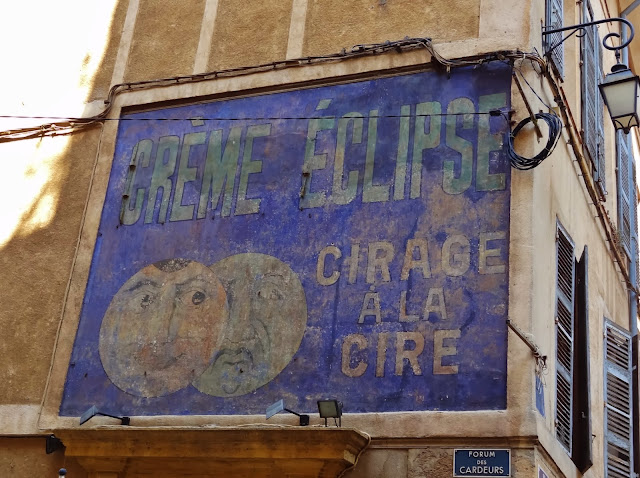 CRÈME ÉCLIPSE
CIRAGE
À LA
CIRE
FORUM
DES
CARDEURS